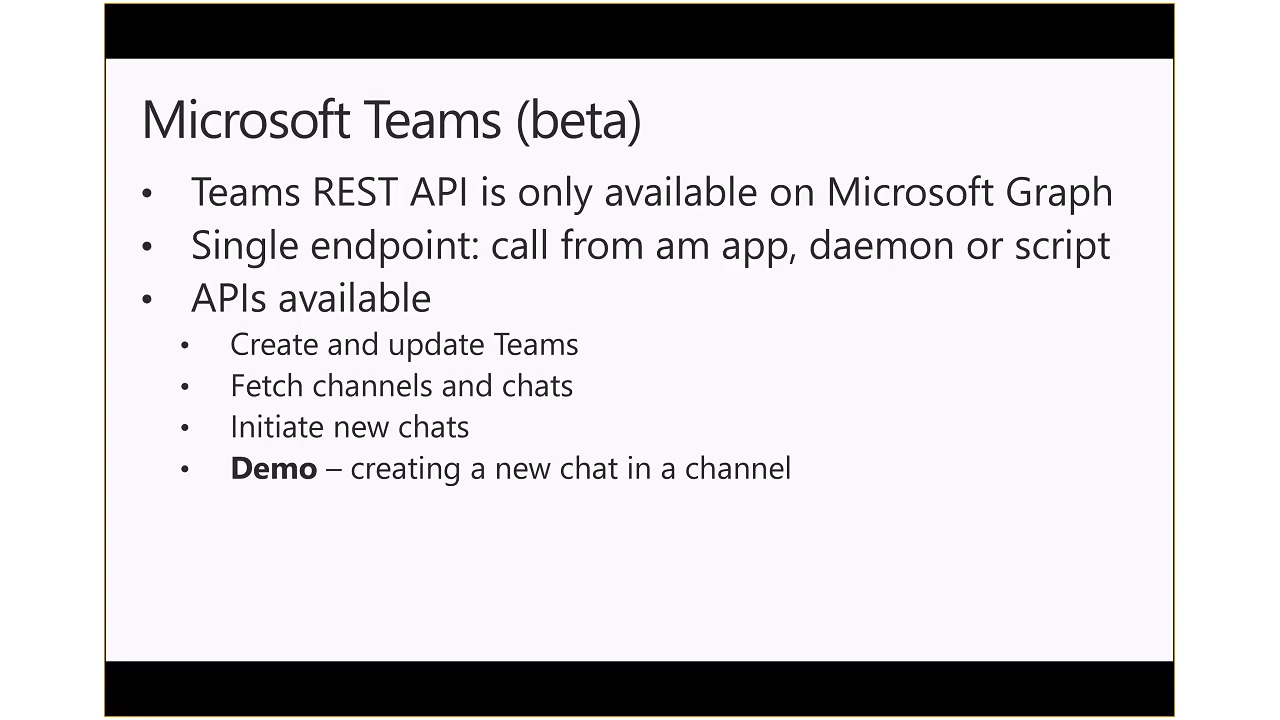 Microsoft Teams (beta)
• Teams REST API is only available on Microsoft Graph
• Single endpoint: call from am app, daemon or script
• APIs available
• Create and update Teams
• Fetch channels and chats
• Initiate new chats
• Demo – creating a new chat in a channel